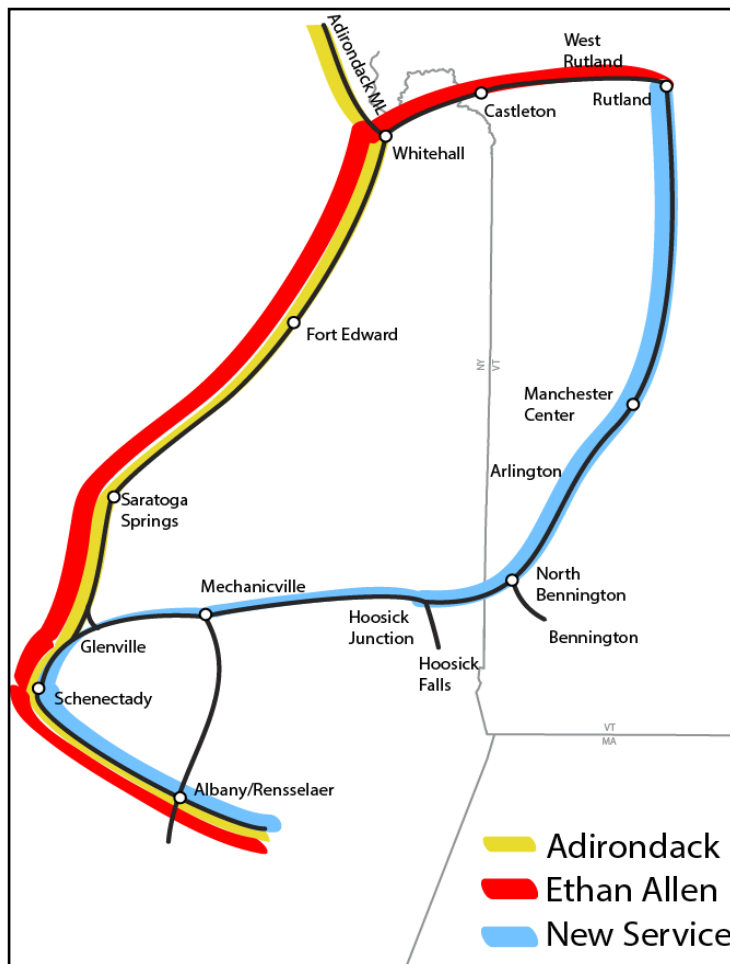 Adirondack ML
West
Rutland
Rutland
Castleton
Whitehall
Fort Edward
NY
VT
Manchester
Center
Arlington
Saratoga
Springs
North
Bennington
Mechanicville
Hoosick
Junction
Bennington
Glenville
Hoosick
Falls
Schenectady
VT
MA
Albany/Rensselaer
Adirondack
Ethan Allen
New Service